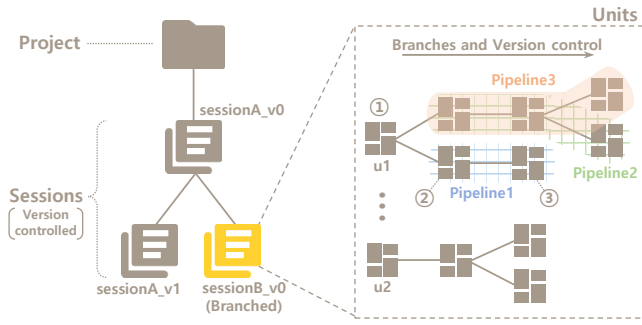 Units
Project
Branches and Version control
Pipeline3
sessionA_v0
①
u1
Pipeline2
Sessions
Version
controlled
②
Pipeline1
③
u2
sessionA_v1
sessionB_v0
(Branched)